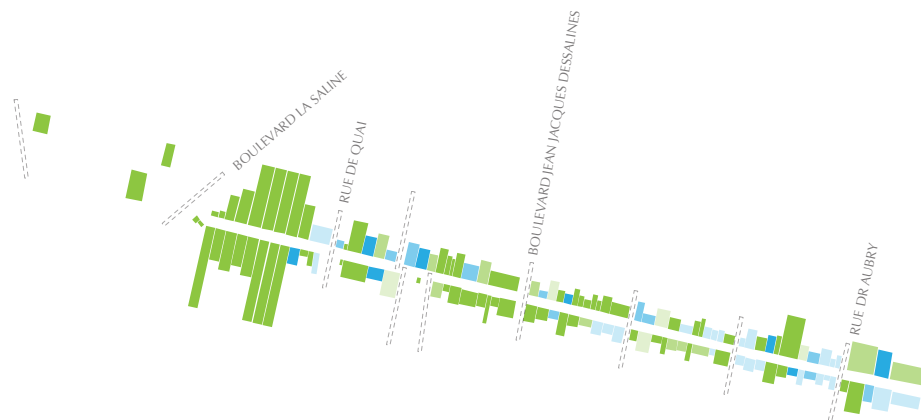 BOULEVARD LA SALINE
RUE DE QUAI
BOULEVARD JEAN JACQUES DESSALINES
RUE DR AUBRY